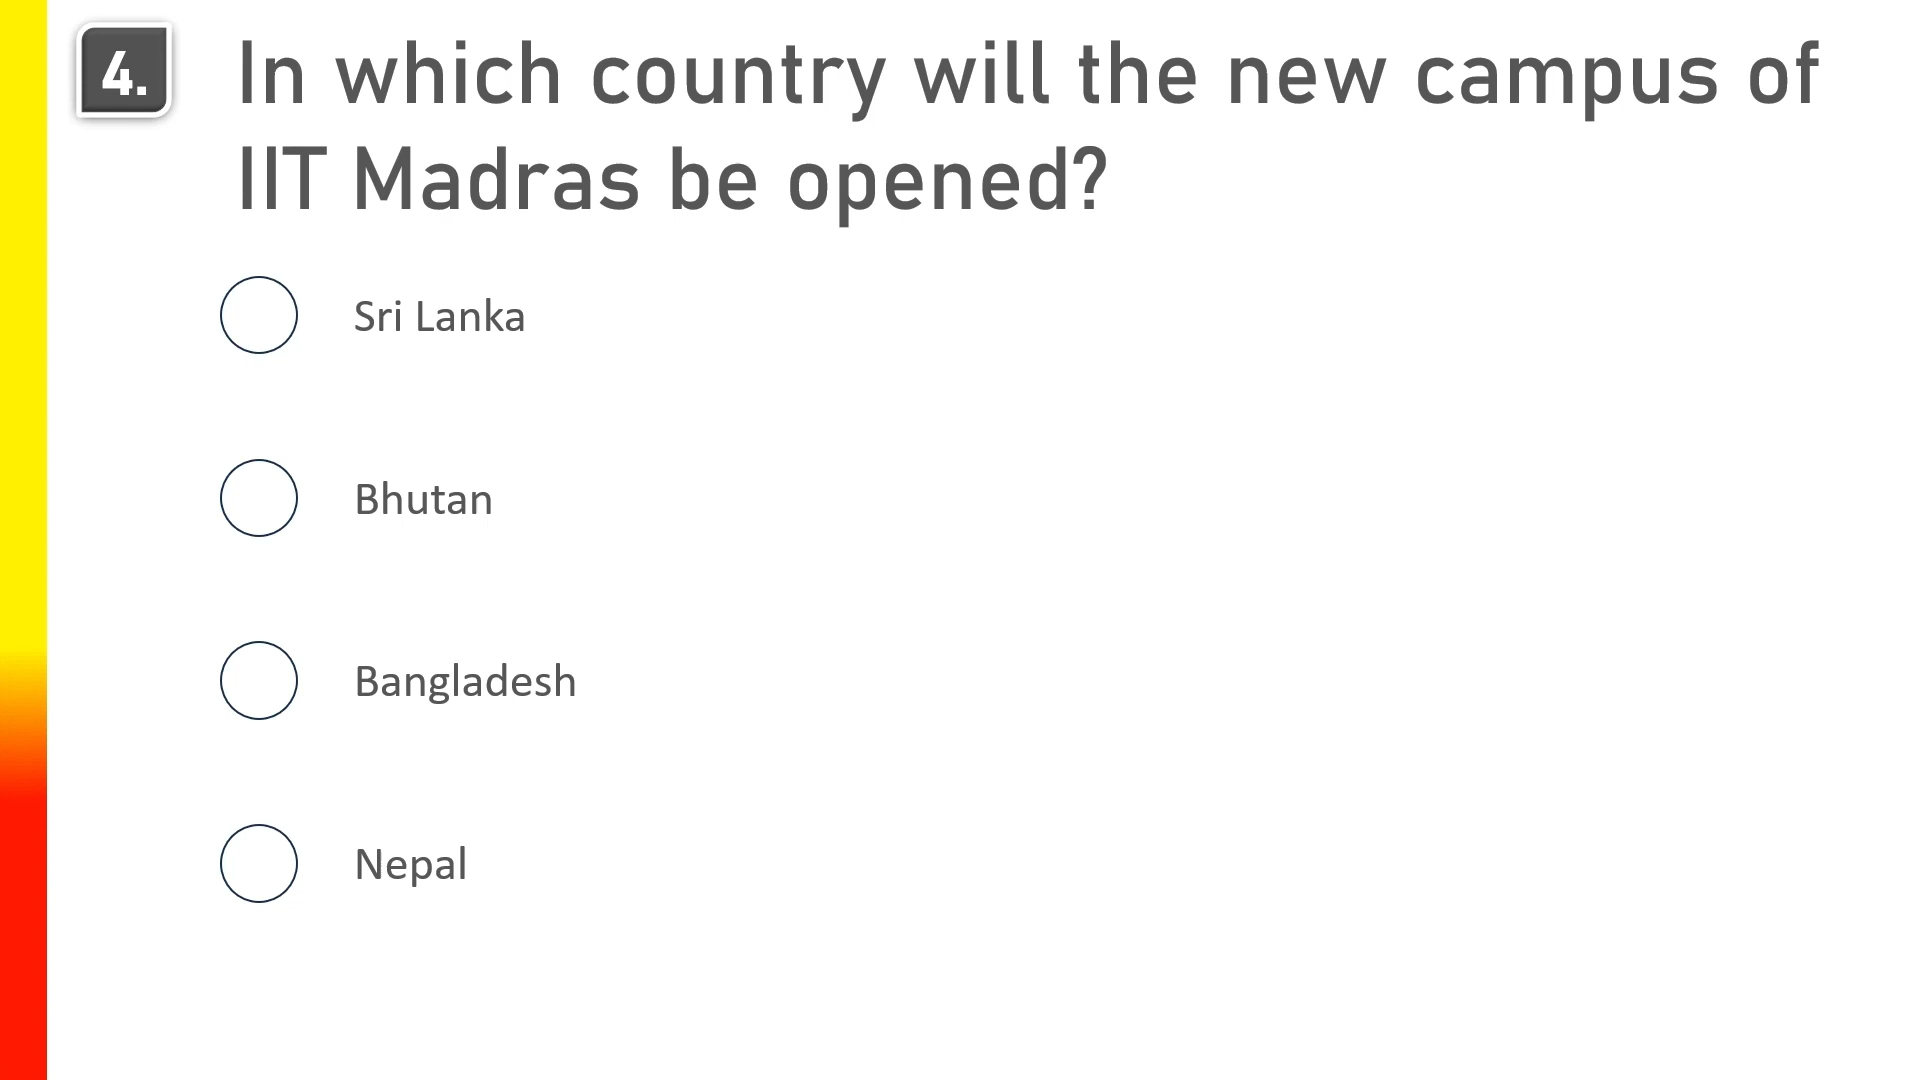 4.
In which country will the new campus of
IIT Madras be opened?
Sri Lanka
Bhutan
Bangladesh
Nepal